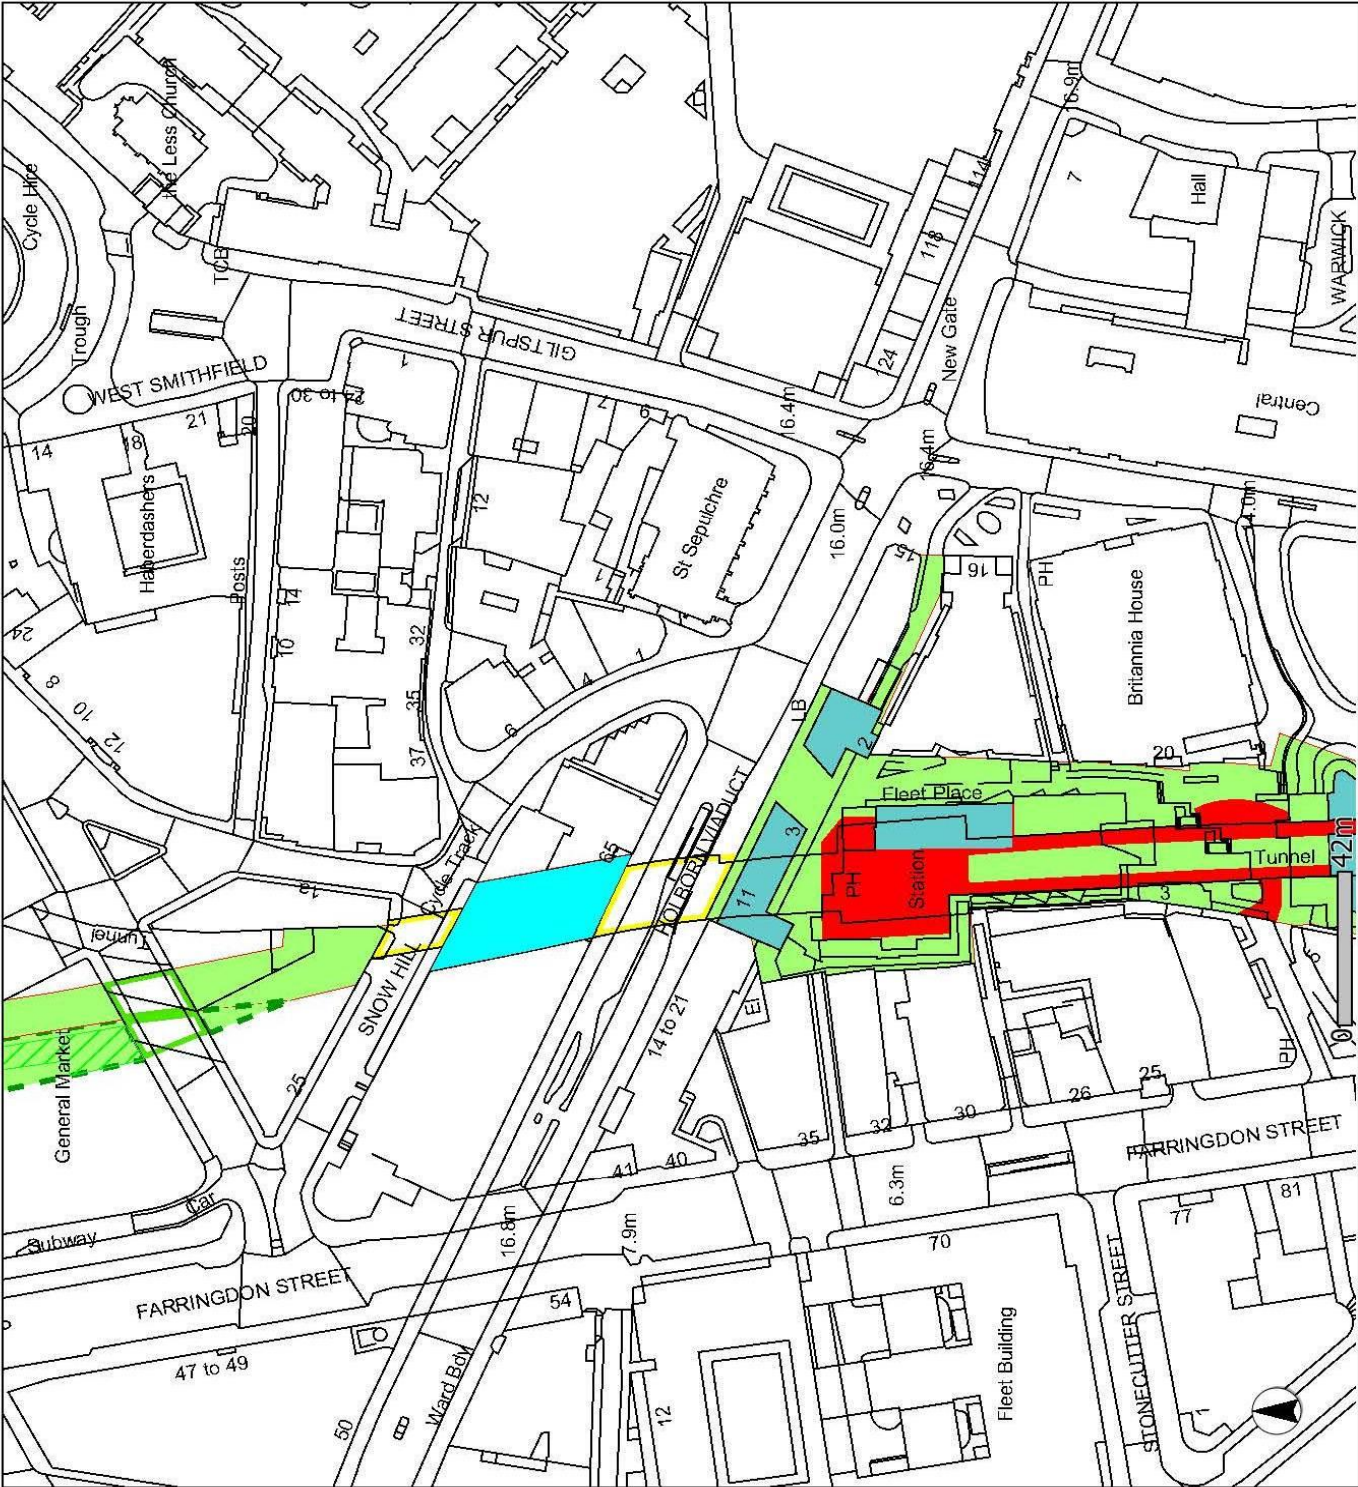 Cycle Hire
the Less Church
TCB
Trough
WEST SMITHFIELD
GILTSPUR STREET
24 to 30
1
14
18
21
20
Haberdashers
Posts
24
8
10
12
14
10
12
32
35
37
7
6
1
St Sepulchre
1
4
6
16.4m
16.4m
16.0m
16.9m
114
118
124
New Gate
7
Hall
WARWICK
Central
14.0m
15
16
PH
Britannia House
20
LB
2
Fleet Place
3
11
HOLBORN VIADUCT
65
Cycle Track
13
Tunnel
SNOW HILL
General Market
25
PH
Station
Tunnel
3
42m
0
El
14 to 21
35
32
30
26
25
PH
6
FARRINGDON STREET
6.3m
41
40
Car
Subway
FARRINGDON STREET
16.8m
7.9m
54
47 to 49
50
Ward Bdy
12
70
Fleet Building
STONECUTTER STREET
77
81
1